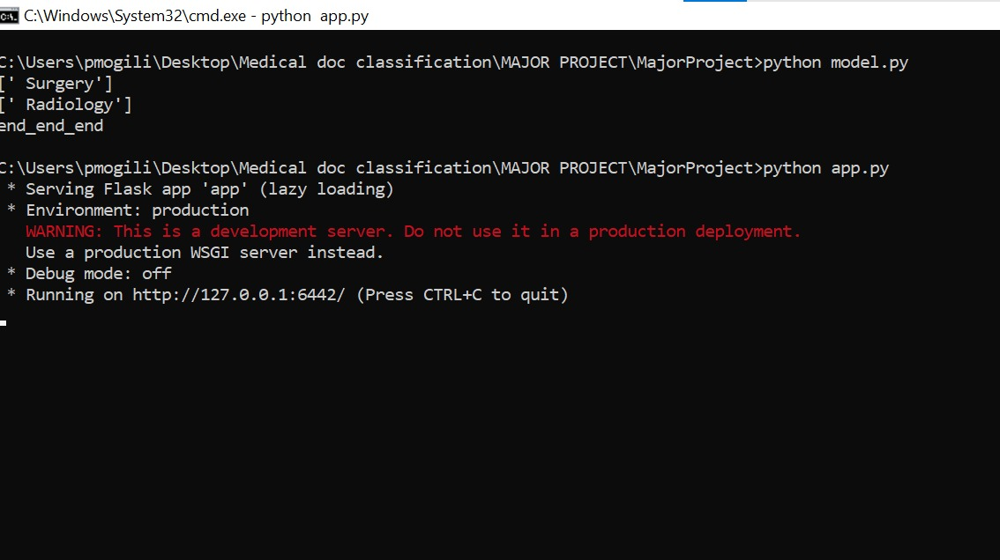 C:\Windows\System32\cmd.exe - python  app.py
C:\Users\pmogili\Desktop\Medical doc classification\MAJOR PROJECT\MajorProject>python model.py
[' Surgery']
[' Radiology']
end_end_end
C:\Users\pmogili\Desktop\Medical doc classification\MAJOR PROJECT\MajorProject>python app.py
 * Serving Flask app 'app' (lazy loading)
 * Environment: production
   WARNING: This is a development server. Do not use it in a production deployment.
   Use a production WSGI server instead.
 * Debug mode: off
 * Running on http://127.0.0.1:6442/ (Press CTRL+C to quit)